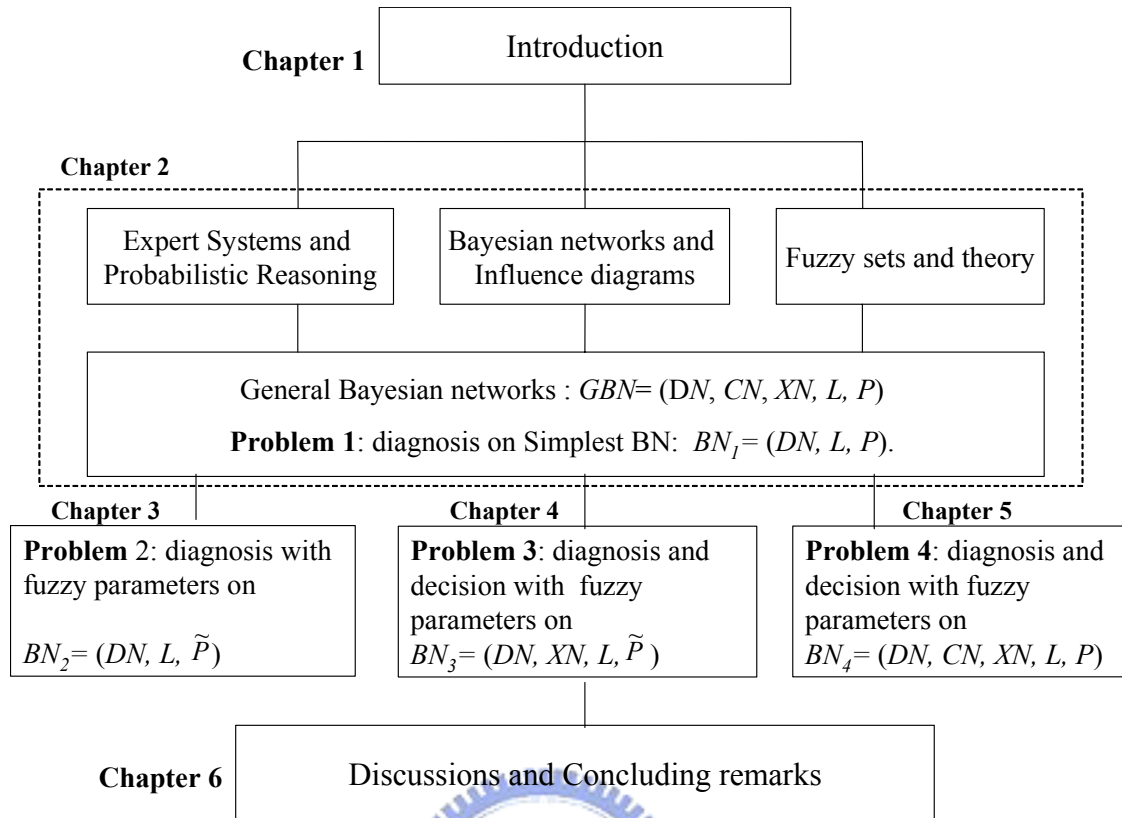 Introduction
Chapter 1
Chapter 2
Expert Systems and
Probabilistic Reasoning
Bayesian networks and
Influence diagrams
Fuzzy sets and theory
General Bayesian networks : GBN= (DN, CN, XN, L, P)
Problem 1: diagnosis on Simplest BN: BN₁= (DN, L, P).
Chapter 3
Problem 2: diagnosis with
fuzzy parameters on
BN₂= (DN, L, P̃)
Chapter 4
Problem 3: diagnosis and
decision with fuzzy
parameters on
BN₃= (DN, XN, L, P̃ )
Chapter 5
Problem 4: diagnosis and
decision with fuzzy
parameters on
BN₄= (DN, CN, XN, L, P)
Chapter 6
Discussions and Concluding remarks